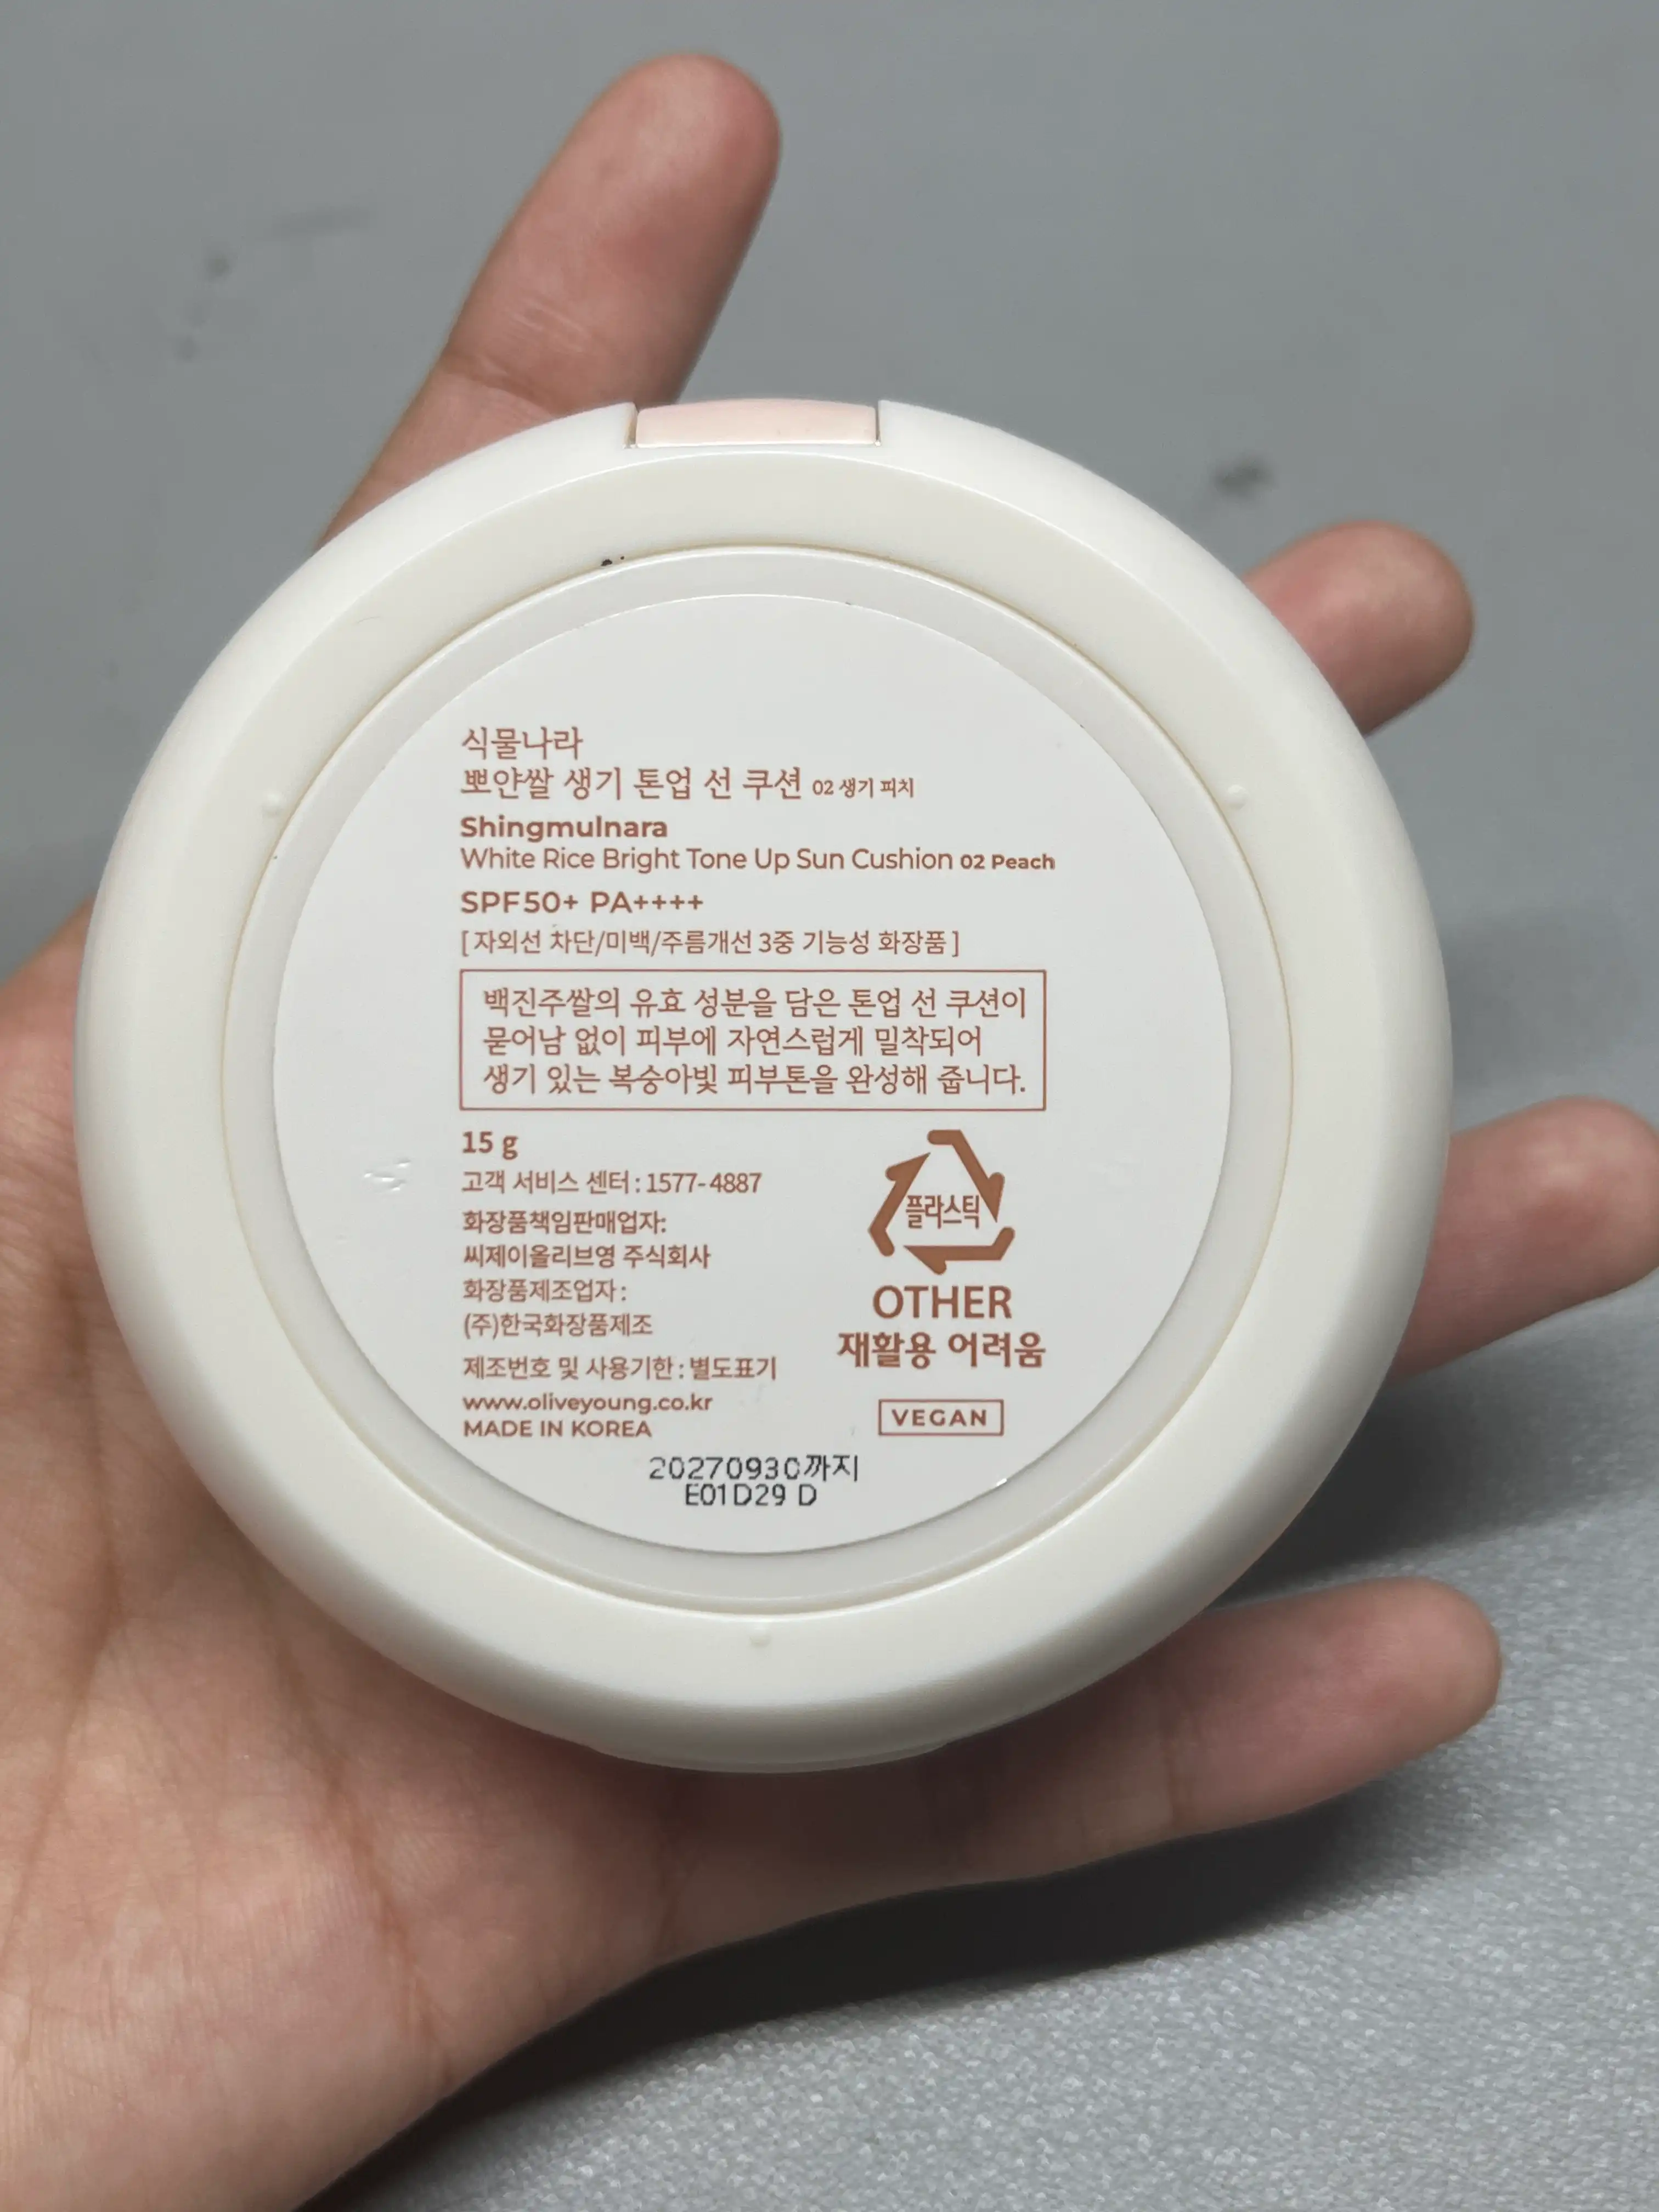 식물나라
뽀얀쌀 생기 톤업 선 쿠션 02 생기 피치
Shingmulnara
White Rice Bright Tone Up Sun Cushion 02 Peach
SPF50+ PA++++
[ 자외선 차단/미백/주름개선 3중 기능성 화장품 ]
백진주쌀의 유효 성분을 담은 톤업 선 쿠션이
묻어남 없이 피부에 자연스럽게 밀착되어
생기 있는 복숭아빛 피부톤을 완성해 줍니다.
15 g
고객 서비스 센터 : 1577-4887
화장품책임판매업자:
씨제이올리브영 주식회사
화장품제조업자 :
(주)한국화장품제조
제조번호 및 사용기한 : 별도표기
www.oliveyoung.co.kr
MADE IN KOREA
플라스틱
OTHER
재활용 어려움
VEGAN
20270930까지
E01D29 D